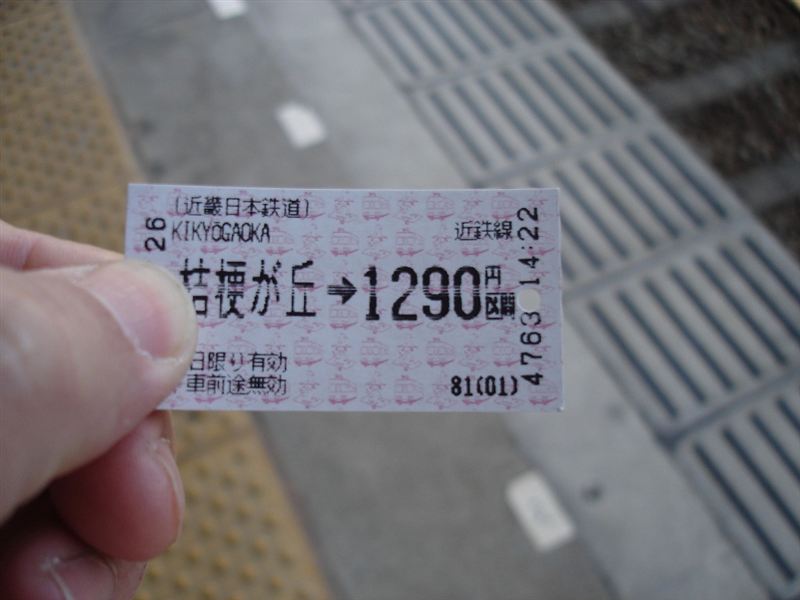 (近畿日本鉄道)
KIKYŌGAOKA 近鉄線
桔梗が丘→1290円区間
日限り有効
車前途無効
81(01)
26
4763 14:22